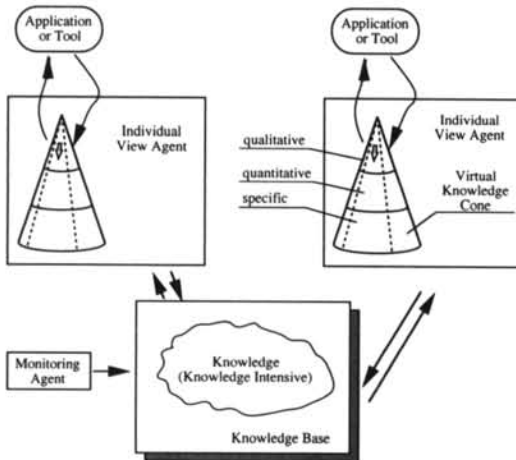 Application
or Tool
Application
or Tool
Individual
View Agent
Individual
View Agent
qualitative
quantitative
specific
Virtual
Knowledge
Cone
Monitoring
Agent
Knowledge
(Knowledge Intensive)
Knowledge Base